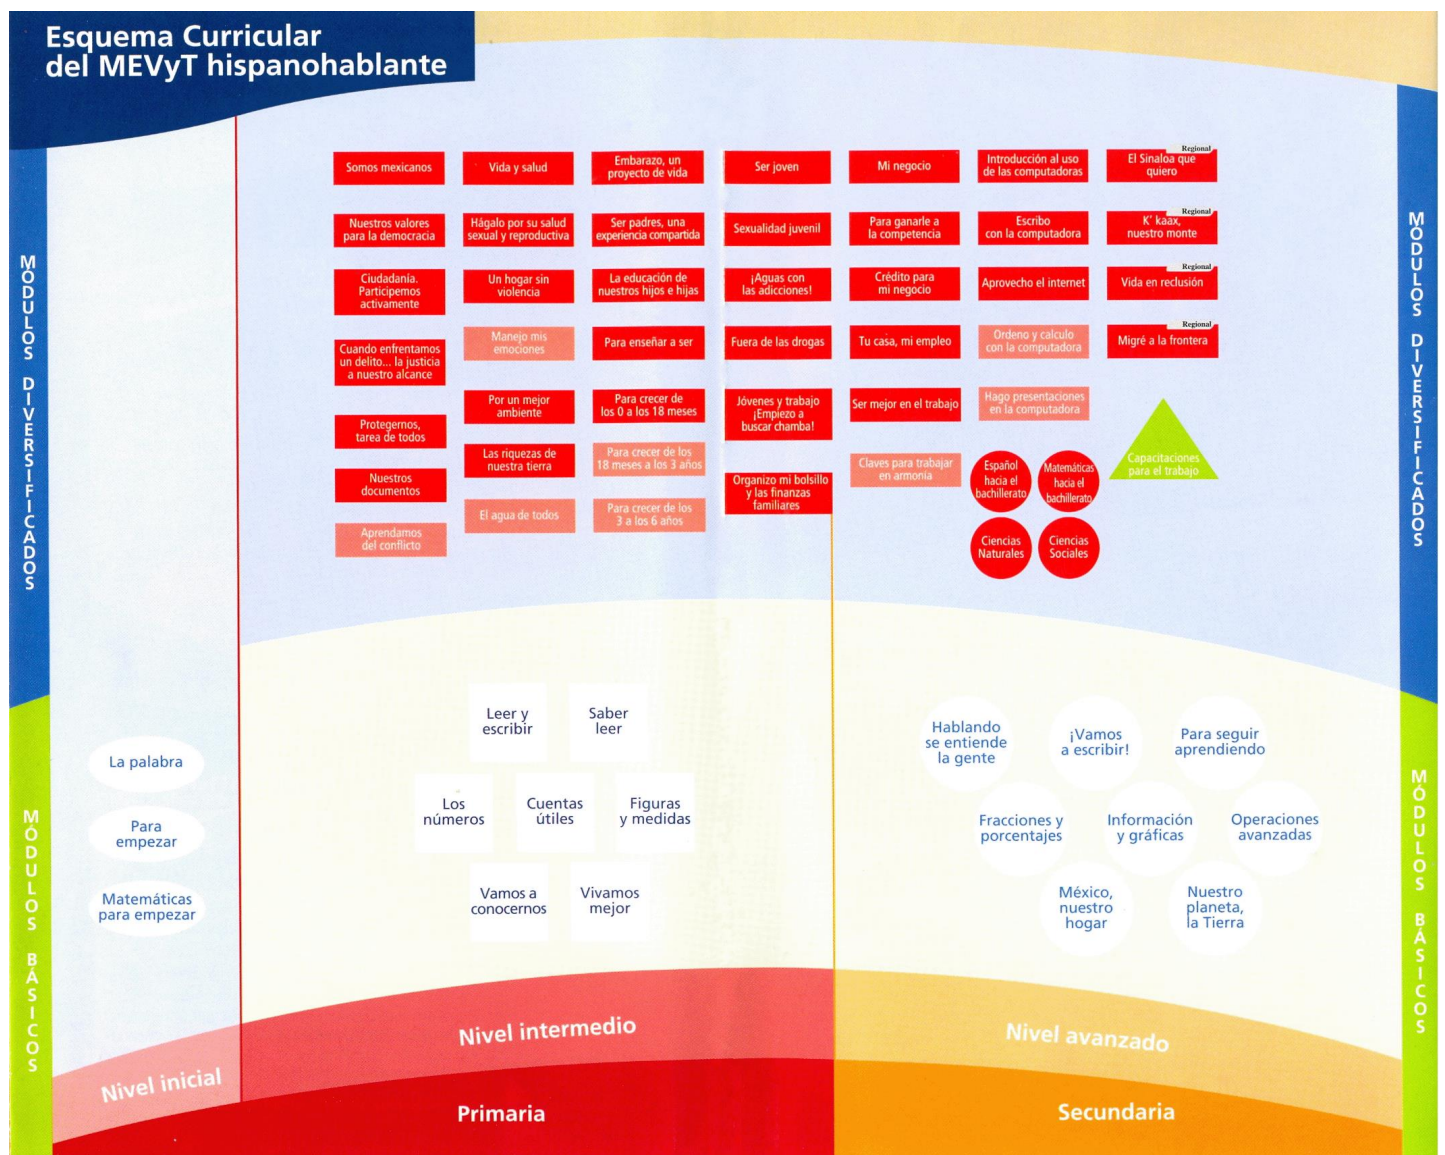 Esquema Curricular
del MEVyT hispanohablante
MÓDULOS DIVERSIFICADOS
Somos mexicanos
Vida y salud
Embarazo, un
proyecto de vida
Ser joven
Mi negocio
Introducción al uso
de las computadoras
Regional
El Sinaloa que
quiero
Nuestros valores
para la democracia
Hágalo por su salud
sexual y reproductiva
Ser padres, una
experiencia compartida
Sexualidad juvenil
Para ganarle a
la competencia
Escribo
con la computadora
Regional
K' kaax,
nuestro monte
Ciudadanía.
Participemos
activamente
Un hogar sin
violencia
La educación de
nuestros hijos e hijas
¡Aguas con
las adicciones!
Crédito para
mi negocio
Aprovecho el internet
Regional
Vida en reclusión
Cuando enfrentamos
un delito... la justicia
a nuestro alcance
Manejo mis
emociones
Para enseñar a ser
Fuera de las drogas
Tu casa, mi empleo
Ordeno y calculo
con la computadora
Regional
Migré a la frontera
Protegernos,
tarea de todos
Por un mejor
ambiente
Para crecer de
los 0 a los 18 meses
Jóvenes y trabajo
¡Empiezo a
buscar chamba!
Ser mejor en el trabajo
Hago presentaciones
en la computadora
Capacitaciones
para el trabajo
Nuestros
documentos
Las riquezas de
nuestra tierra
Para crecer de los
18 meses a los 3 años
Organizo mi bolsillo
y las finanzas
familiares
Claves para trabajar
en armonía
Español
hacia el
bachillerato
Matemáticas
hacia el
bachillerato
Aprendamos
del conflicto
El agua de todos
Para crecer de los
3 a los 6 años
Ciencias
Naturales
Ciencias
Sociales
MÓDULOS DIVERSIFICADOS
MÓDULOS BÁSICOS
La palabra
Para
empezar
Matemáticas
para empezar
Leer y
escribir
Saber
leer
Los
números
Cuentas
útiles
Figuras
y medidas
Vamos a
conocernos
Vivamos
mejor
Hablando
se entiende
la gente
¡Vamos
a escribir!
Para seguir
aprendiendo
Fracciones y
porcentajes
Información
y gráficas
Operaciones
avanzadas
México,
nuestro
hogar
Nuestro
planeta,
la Tierra
MÓDULOS BÁSICOS
Nivel inicial
Nivel intermedio
Nivel avanzado
Primaria
Secundaria